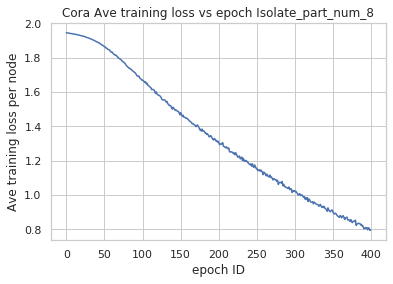 Cora Ave training loss vs epoch Isolate_part_num_8
2.0
1.8
1.6
1.4
1.2
1.0
0.8
Ave training loss per node
0 50 100 150 200 250 300 350 400
epoch ID